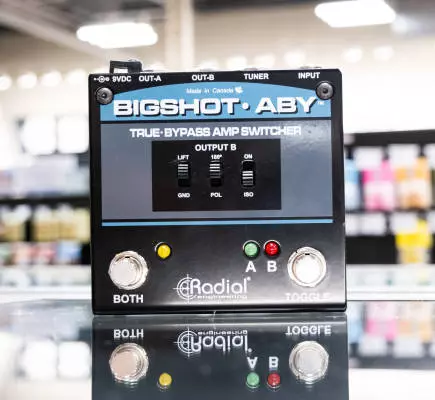 9VDC OUT-A OUT-B TUNER INPUT
Made in Canada
BIGSHOT·ABY™
TRUE-BYPASS AMP SWITCHER
OUTPUT B
LIFT 180° ON
GND POL ISO
A B
Radial
engineering
BOTH TOGGLE